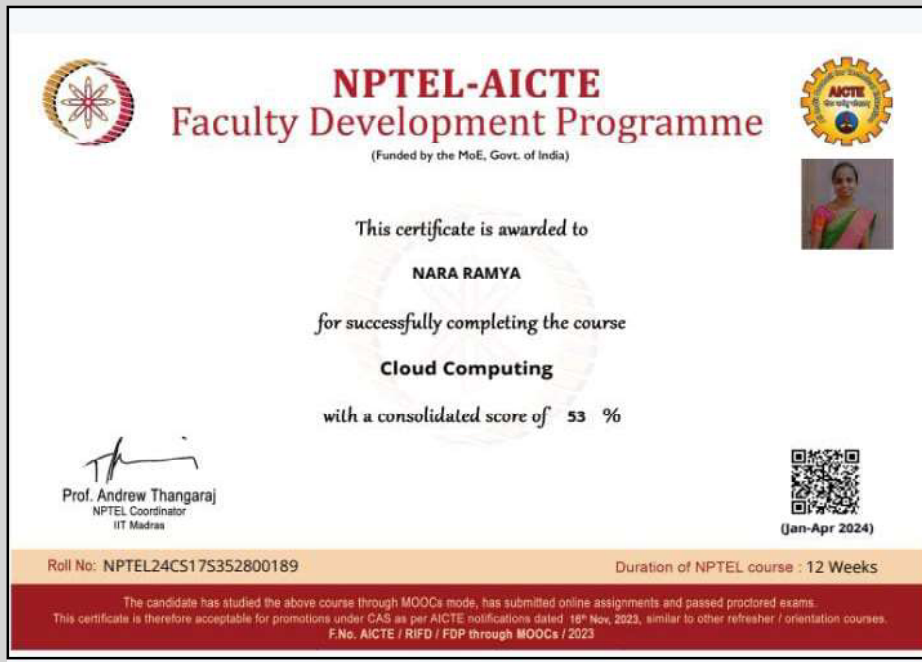 NPTEL-AICTE
Faculty Development Programme
(Funded by the MoE, Govt. of India)
AICTE
This certificate is awarded to
NARA RAMYA
for successfully completing the course
Cloud Computing
with a consolidated score of 53 %
Prof. Andrew Thangaraj
NPTEL Coordinator
IIT Madras
(Jan-Apr 2024)
Roll No: NPTEL24CS17S352800189
Duration of NPTEL course : 12 Weeks
The candidate has studied the above course through MOOCs mode, has submitted online assignments and passed proctored exams.
This certificate is therefore acceptable for promotions under CAS as per AICTE notifications dated 16th Nov, 2023, similar to other refresher / orientation courses.
F.No. AICTE / RIFD / FDP through MOOCs / 2023